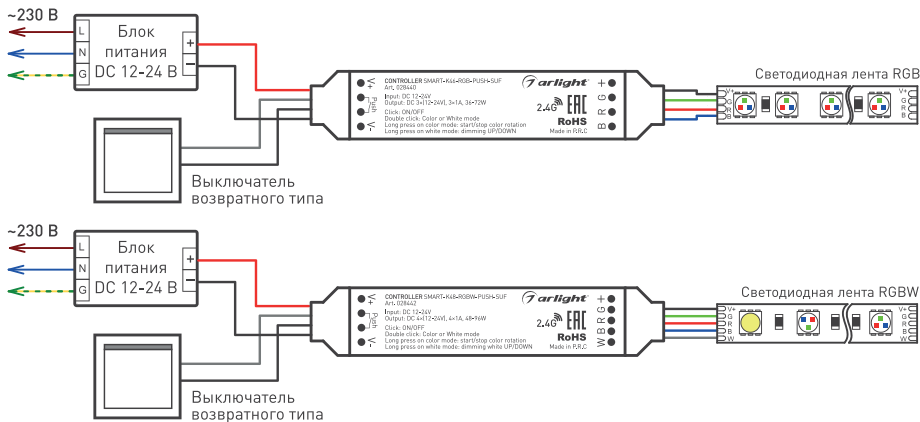 ~230 В
L
N
G
Блок
питания
DC 12-24 В
+
−
V+
Push
V-
CONTROLLER SMART-K46-RGB-PUSH-SUF
Art. 028440
Input: DC 12-24V
Output: DC 3×(12-24V), 3×1A, 36-72W
Click: ON/OFF
Double click: Color or White mode
Long press on color mode: start/stop color rotation
Long press on white mode: dimming UP/DOWN
arlight
2.4G EAC
RoHS
Made in P.R.C
+
G
R
B
Светодиодная лента RGB
V+
G
R
B
V+
G
R
B
Выключатель
возвратного типа
~230 В
L
N
G
Блок
питания
DC 12-24 В
+
−
V+
Push
V-
CONTROLLER SMART-K48-RGBW-PUSH-SUF
Art. 028442
Input: DC 12-24V
Output: DC 4×(12-24V), 4×1A, 48-96W
Click: ON/OFF
Double click: Color or White mode
Long press on color mode: start/stop color rotation
Long press on white mode: dimming white UP/DOWN
arlight
2.4G EAC
RoHS
Made in P.R.C
+
G
R
B
W
Светодиодная лента RGBW
V+
G
R
B
W
V+
G
R
B
W
Выключатель
возвратного типа